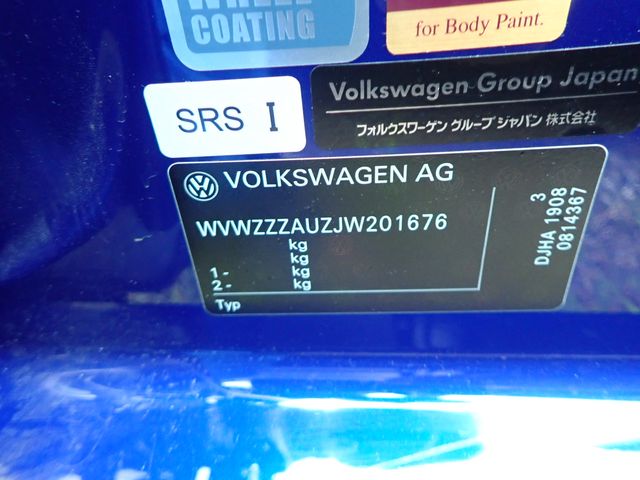 WHEEL
COATING
for Body Paint.
SRS I
Volkswagen Group Japan
フォルクスワーゲン グループ ジャパン 株式会社
VOLKSWAGEN AG
WVWZZZAUZJW201676
kg
kg
1- kg
2- kg
Typ
3
DJHA 1908
0814367